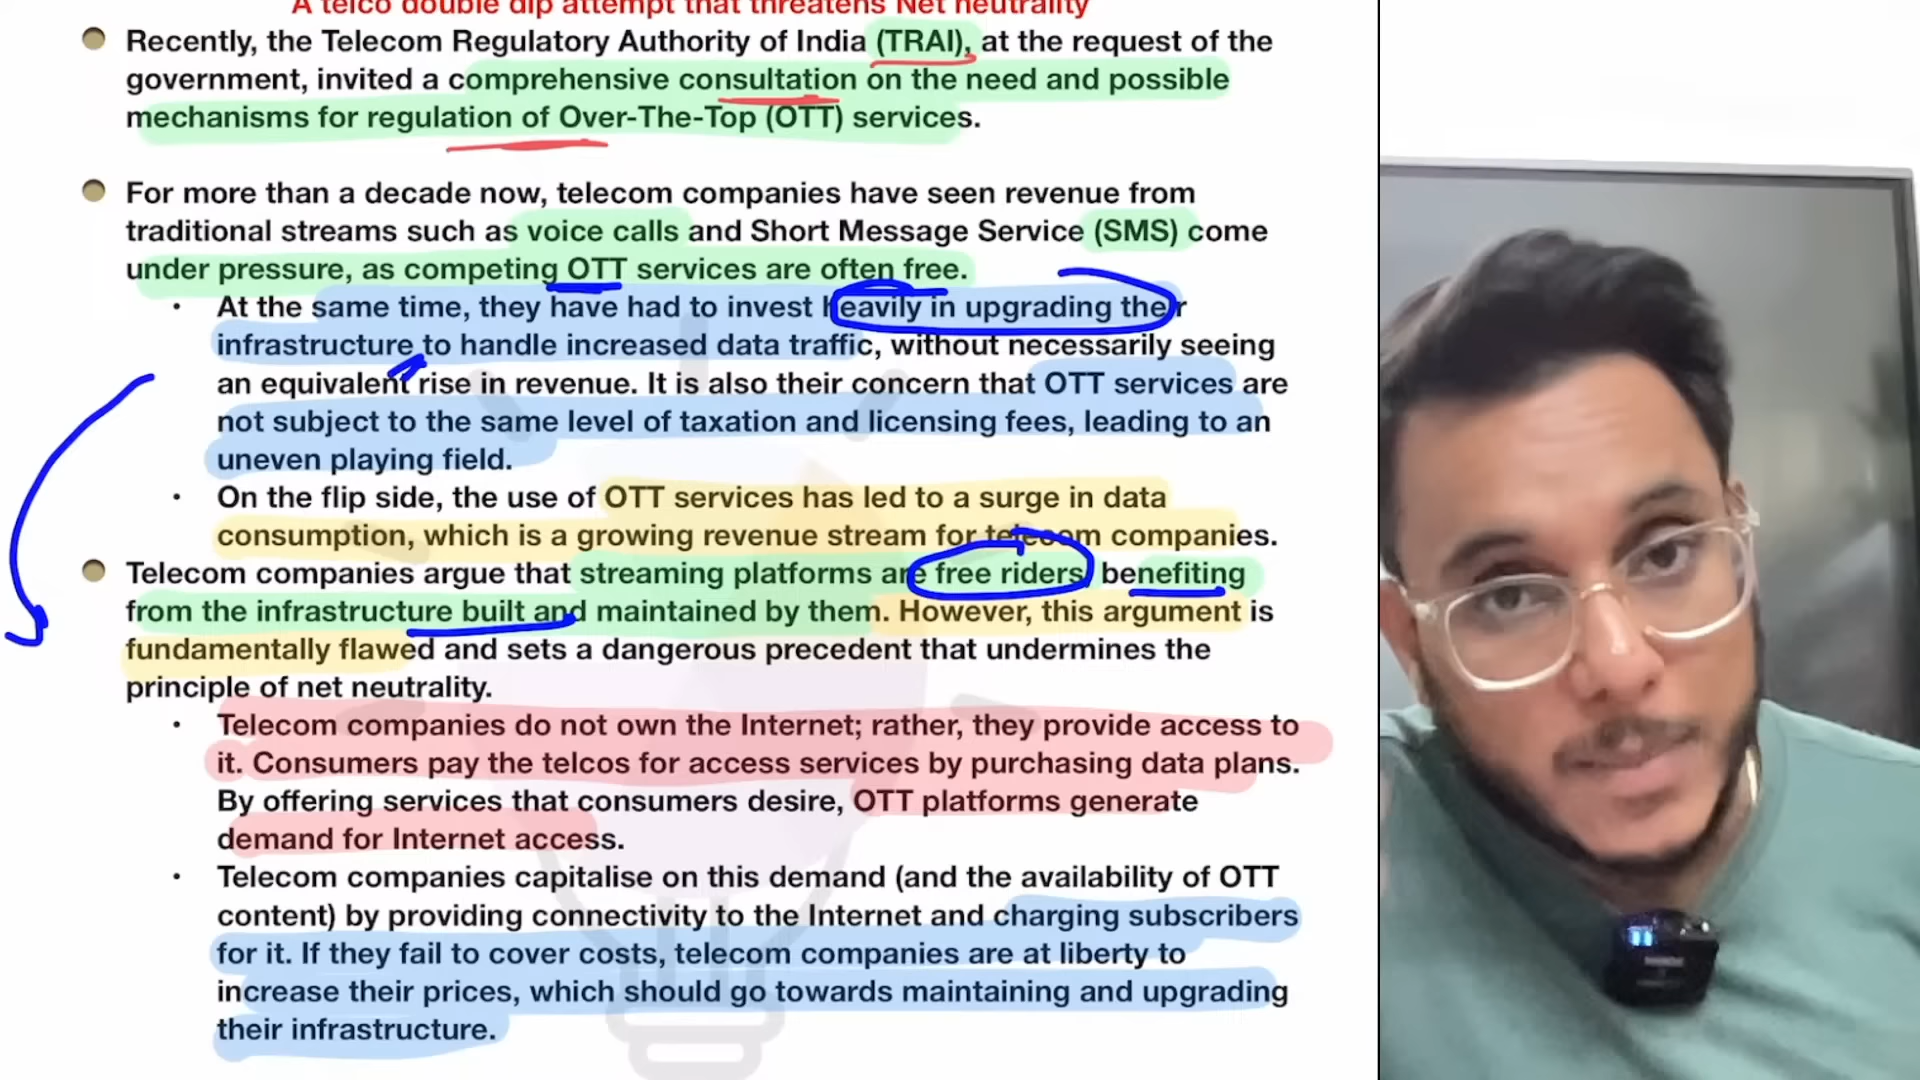 A telco double dip attempt that threatens Net neutrality
Recently, the Telecom Regulatory Authority of India (TRAI), at the request of the
government, invited a comprehensive consultation on the need and possible
mechanisms for regulation of Over-The-Top (OTT) services.
For more than a decade now, telecom companies have seen revenue from
traditional streams such as voice calls and Short Message Service (SMS) come
under pressure, as competing OTT services are often free.
• At the same time, they have had to invest heavily in upgrading their
infrastructure to handle increased data traffic, without necessarily seeing
an equivalent rise in revenue. It is also their concern that OTT services are
not subject to the same level of taxation and licensing fees, leading to an
uneven playing field.
• On the flip side, the use of OTT services has led to a surge in data
consumption, which is a growing revenue stream for telecom companies.
Telecom companies argue that streaming platforms are free riders, benefiting
from the infrastructure built and maintained by them. However, this argument is
fundamentally flawed and sets a dangerous precedent that undermines the
principle of net neutrality.
• Telecom companies do not own the Internet; rather, they provide access to
it. Consumers pay the telcos for access services by purchasing data plans.
By offering services that consumers desire, OTT platforms generate
demand for Internet access.
• Telecom companies capitalise on this demand (and the availability of OTT
content) by providing connectivity to the Internet and charging subscribers
for it. If they fail to cover costs, telecom companies are at liberty to
increase their prices, which should go towards maintaining and upgrading
their infrastructure.